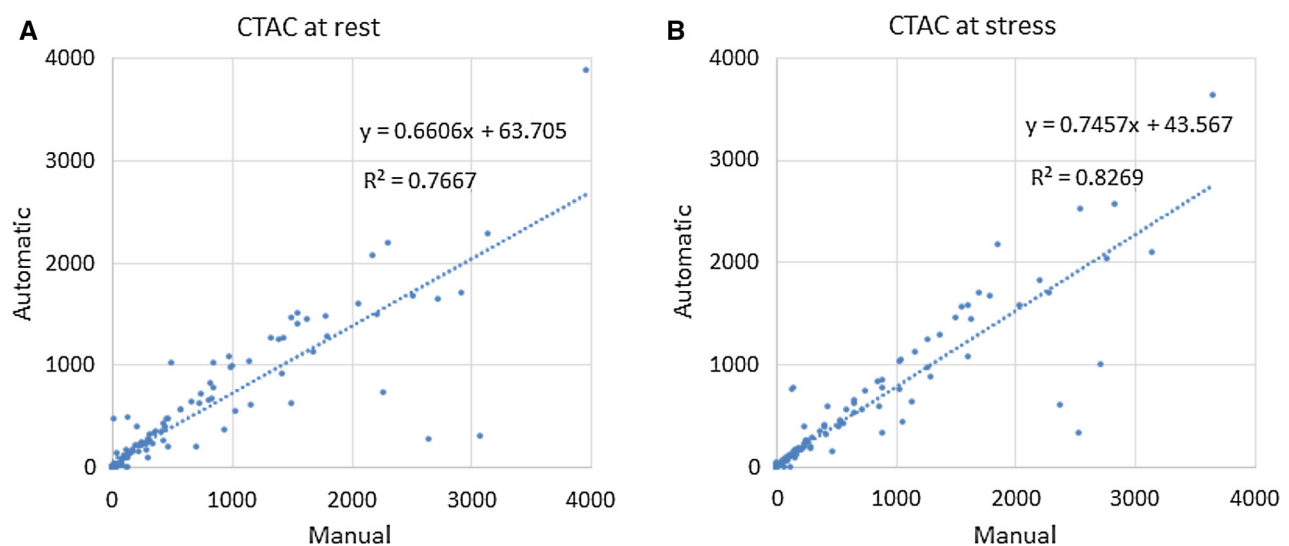 A
CTAC at rest
4000
3000
2000
1000
0
0 1000 2000 3000 4000
Automatic
Manual
y = 0.6606x + 63.705
R² = 0.7667
B
CTAC at stress
4000
3000
2000
1000
0
0 1000 2000 3000 4000
Automatic
Manual
y = 0.7457x + 43.567
R² = 0.8269